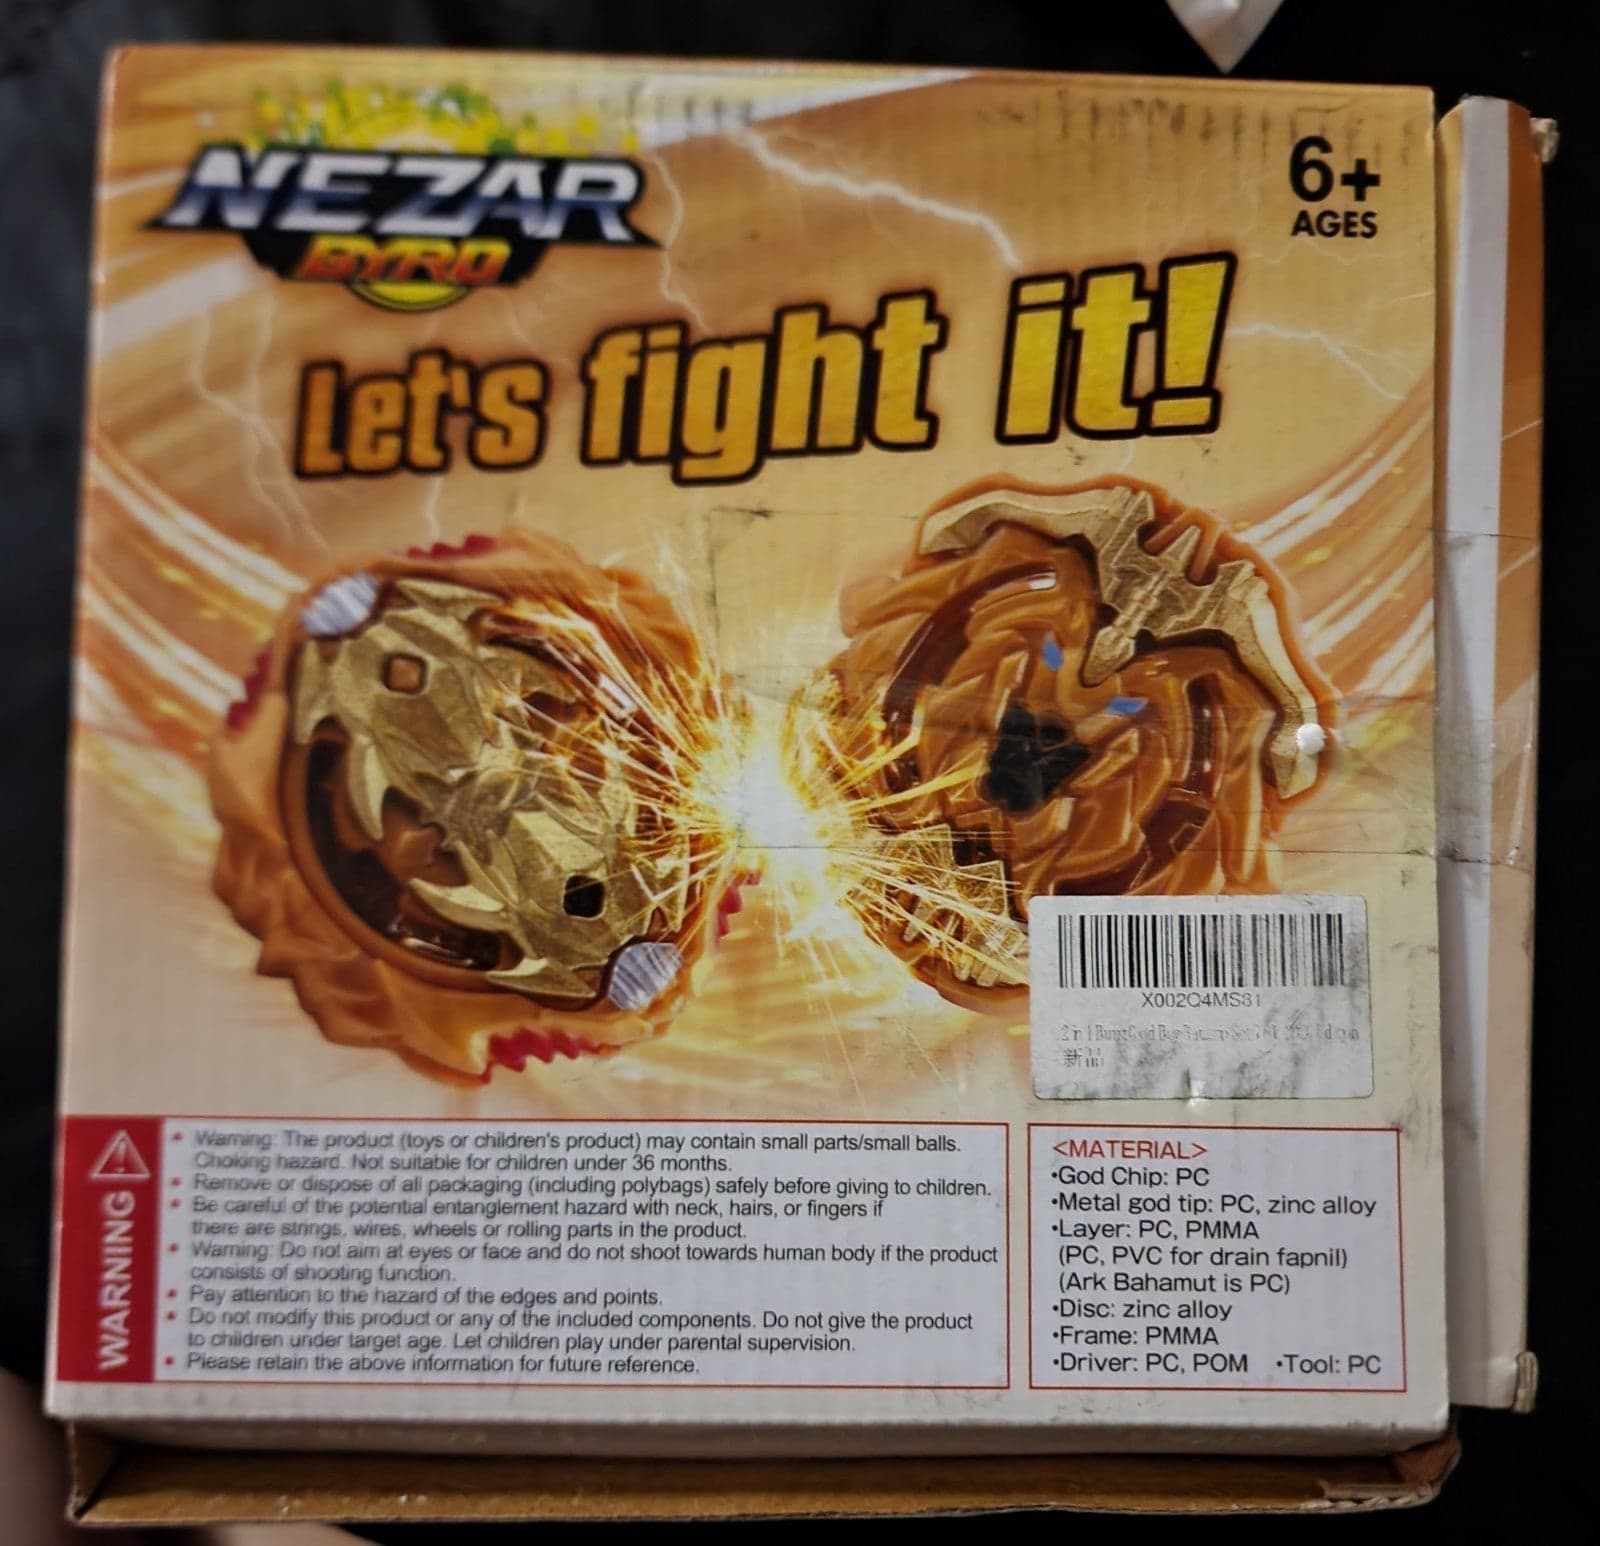 NEZAR
GYRO
6+
AGES
Let's fight it!
X002Q4MS81
2 in 1
新品
WARNING
• Warning: The product (toys or children's product) may contain small parts/small balls.
Choking hazard. Not suitable for children under 36 months.
• Remove or dispose of all packaging (including polybags) safely before giving to children.
• Be careful of the potential entanglement hazard with neck, hairs, or fingers if
there are strings, wires, wheels or rolling parts in the product.
• Warning: Do not aim at eyes or face and do not shoot towards human body if the product
consists of shooting function.
• Pay attention to the hazard of the edges and points.
• Do not modify this product or any of the included components. Do not give the product
to children under target age. Let children play under parental supervision.
• Please retain the above information for future reference.
<MATERIAL>
•God Chip: PC
•Metal god tip: PC, zinc alloy
•Layer: PC, PMMA
(PC, PVC for drain fapnil)
(Ark Bahamut is PC)
•Disc: zinc alloy
•Frame: PMMA
•Driver: PC, POM •Tool: PC